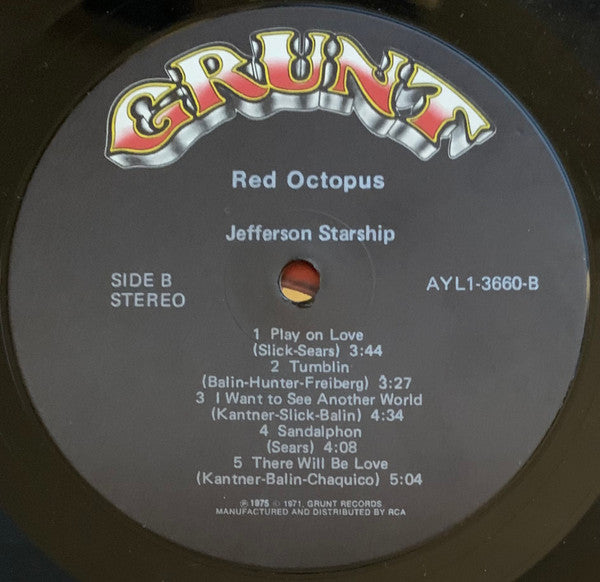 GRUNT
Red Octopus
Jefferson Starship
SIDE B
STEREO
AYL1-3660-B
1 Play on Love
(Slick-Sears) 3:44
2 Tumblin
(Balin-Hunter-Freiberg) 3:27
3 I Want to See Another World
(Kantner-Slick-Balin) 4:34
4 Sandalphon
(Sears) 4:08
5 There Will Be Love
(Kantner-Balin-Chaquico) 5:04
℗ 1975 © 1971, GRUNT RECORDS
MANUFACTURED AND DISTRIBUTED BY RCA